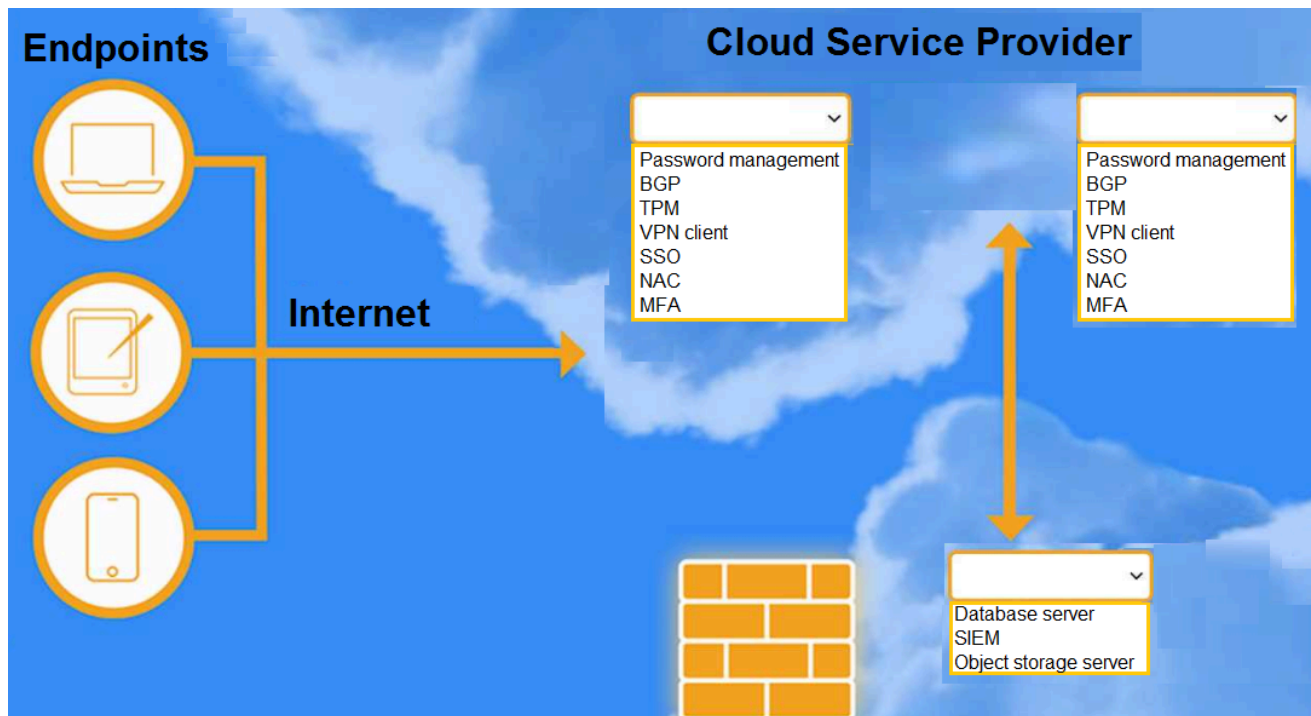 Endpoints
Cloud Service Provider
Password management
BGP
TPM
VPN client
SSO
NAC
MFA
Password management
BGP
TPM
VPN client
SSO
NAC
MFA
Internet
Database server
SIEM
Object storage server